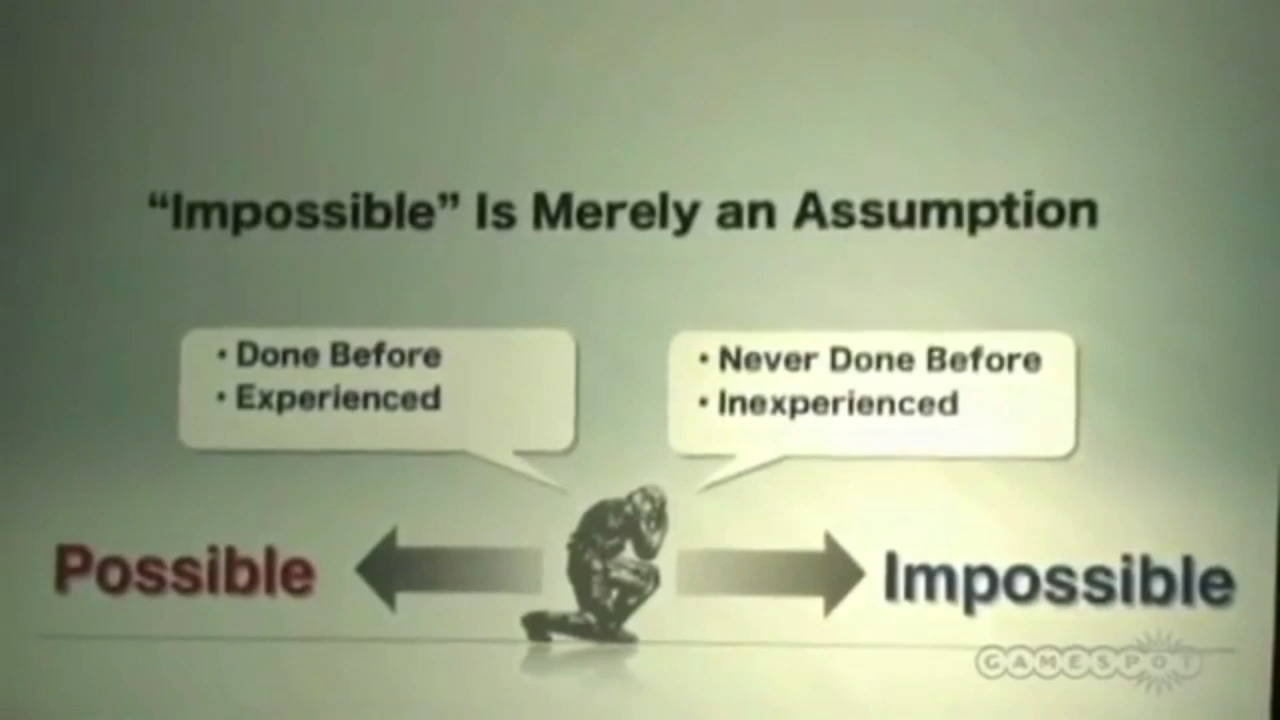 “Impossible” Is Merely an Assumption
• Done Before
• Experienced
• Never Done Before
• Inexperienced
Possible
Impossible
GAMESPOT